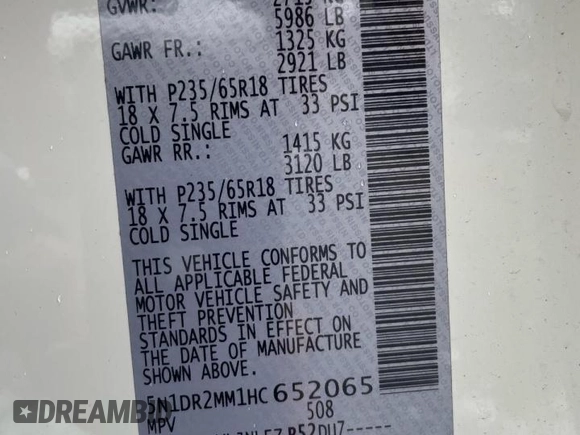 GVWR: 2715 KG
5986 LB
GAWR FR.: 1325 KG
2921 LB
WITH P235/65R18 TIRES
18 X 7.5 RIMS AT 33 PSI
COLD SINGLE
GAWR RR.: 1415 KG
3120 LB
WITH P235/65R18 TIRES
18 X 7.5 RIMS AT 33 PSI
COLD SINGLE
THIS VEHICLE CONFORMS TO
ALL APPLICABLE FEDERAL
MOTOR VEHICLE SAFETY AND
THEFT PREVENTION
STANDARDS IN EFFECT ON
THE DATE OF MANUFACTURE
SHOWN ABOVE.
5N1DR2MM1HC652065
MPV 508
DREAMBID